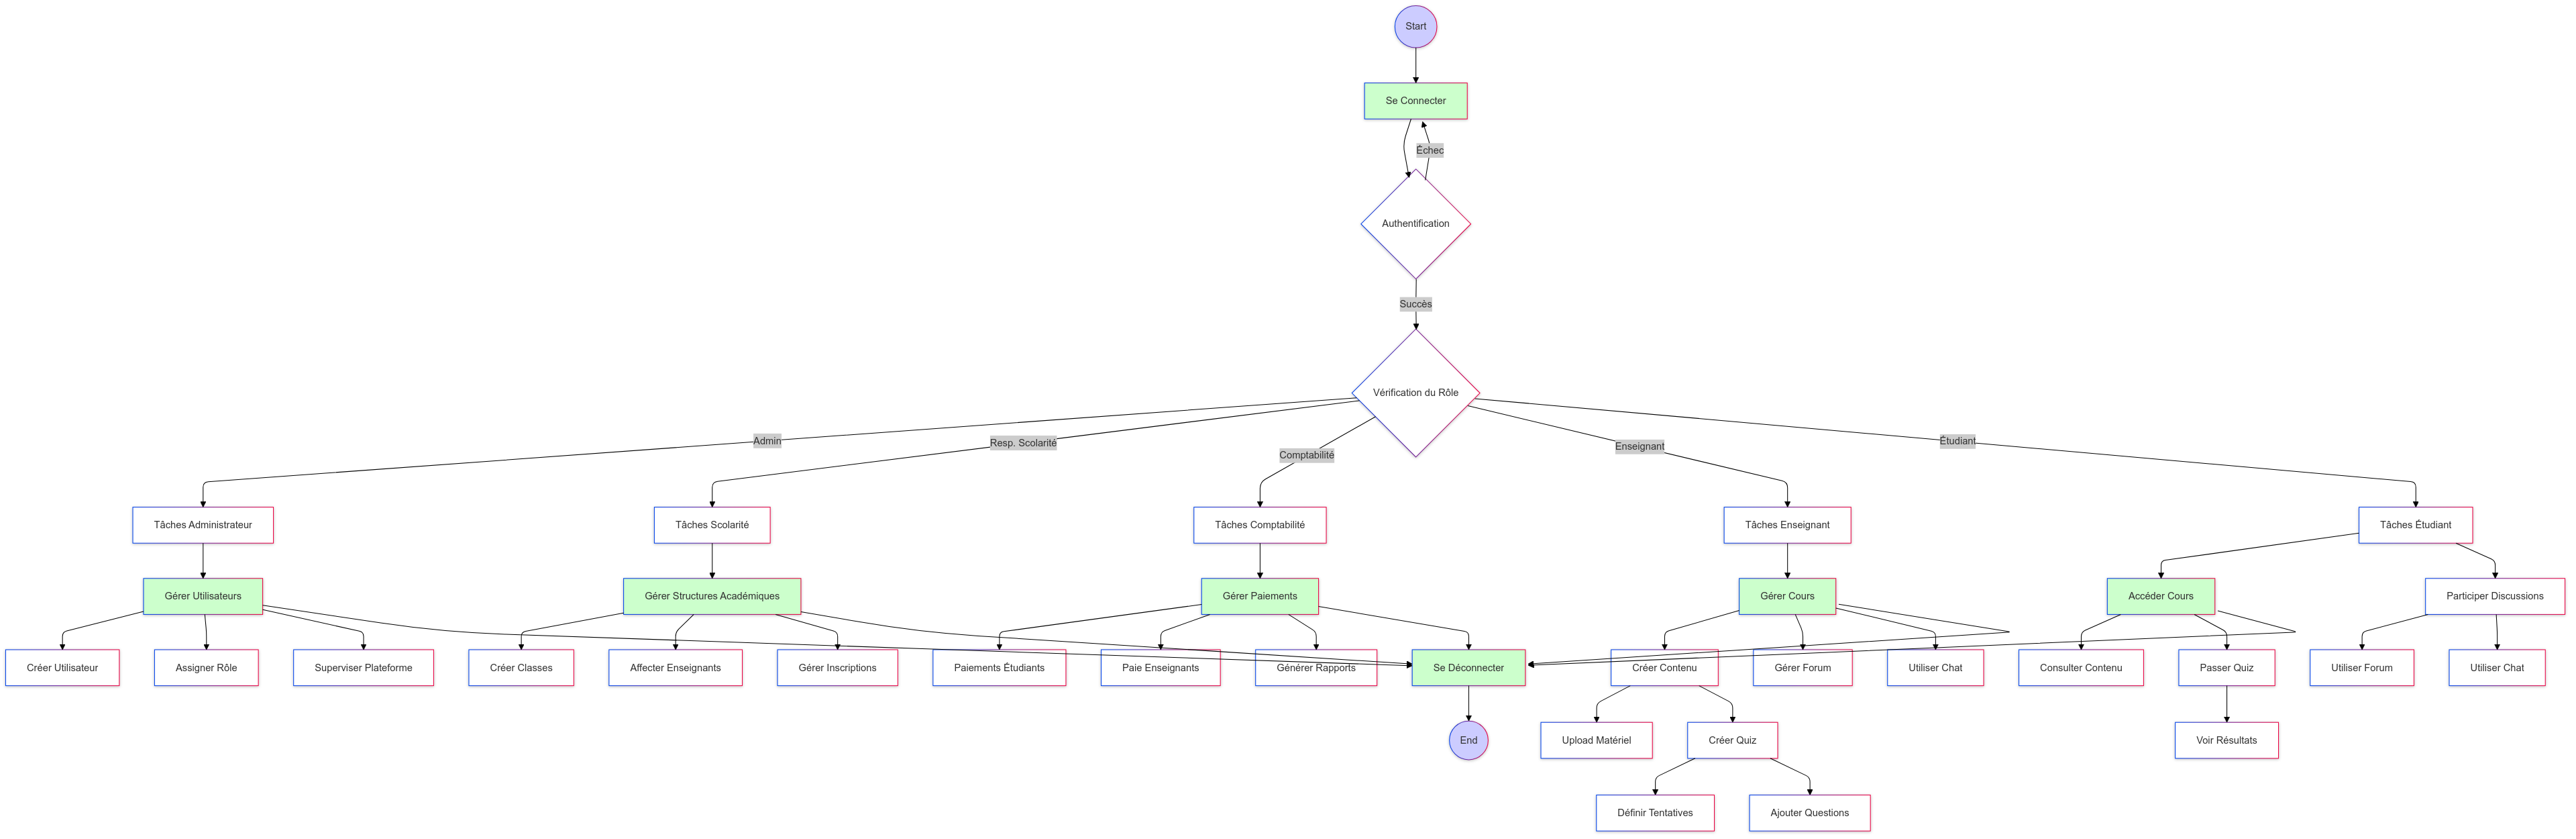 Start
Se Connecter
Échec
Authentification
Succès
Vérification du Rôle
Admin
Resp. Scolarité
Comptabilité
Enseignant
Étudiant
Tâches Administrateur
Tâches Scolarité
Tâches Comptabilité
Tâches Enseignant
Tâches Étudiant
Gérer Utilisateurs
Gérer Structures Académiques
Gérer Paiements
Gérer Cours
Accéder Cours
Participer Discussions
Créer Utilisateur
Assigner Rôle
Superviser Plateforme
Créer Classes
Affecter Enseignants
Gérer Inscriptions
Paiements Étudiants
Paie Enseignants
Générer Rapports
Se Déconnecter
Créer Contenu
Gérer Forum
Utiliser Chat
Consulter Contenu
Passer Quiz
Utiliser Forum
Utiliser Chat
End
Upload Matériel
Créer Quiz
Voir Résultats
Définir Tentatives
Ajouter Questions